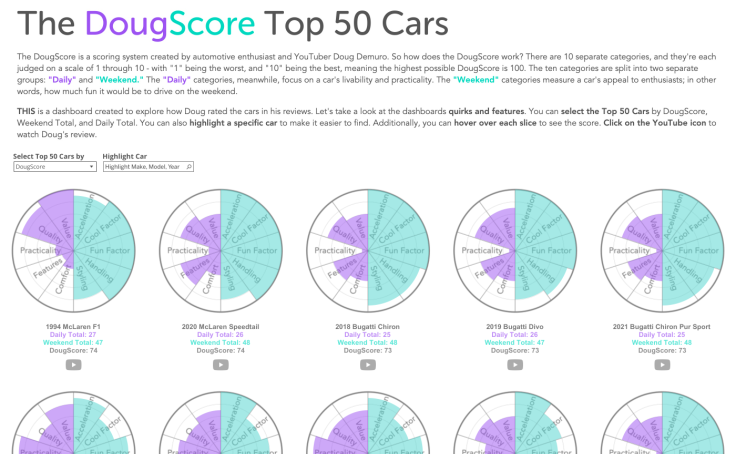 The DougScore Top 50 Cars
The DougScore is a scoring system created by automotive enthusiast and YouTuber Doug Demuro. So how does the DougScore work? There are 10 separate categories, and they're each
judged on a scale of 1 through 10 - with "1" being the worst, and "10" being the best, meaning the highest possible DougScore is 100. The ten categories are split into two separate
groups: "Daily" and "Weekend." The "Daily" categories, meanwhile, focus on a car's livability and practicality. The "Weekend" categories measure a car's appeal to enthusiasts; in other
words, how much fun it would be to drive on the weekend.
THIS is a dashboard created to explore how Doug rated the cars in his reviews. Let's take a look at the dashboards quirks and features. You can select the Top 50 Cars by DougScore,
Weekend Total, and Daily Total. You can also highlight a specific car to make it easier to find. Additionally, you can hover over each slice to see the score. Click on the YouTube icon to
watch Doug's review.
Select Top 50 Cars by
Highlight Car
DougScore
Highlight Make, Model, Year
Value Acceleration Cool Factor Fun Factor Handling Styling Comfort Features Practicality Quality
Value Acceleration Cool Factor Fun Factor Handling Styling Comfort Features Practicality Quality
Value Acceleration Cool Factor Fun Factor Handling Styling Comfort Features Practicality Quality
Value Acceleration Cool Factor Fun Factor Handling Styling Comfort Features Practicality Quality
Value Acceleration Cool Factor Fun Factor Handling Styling Comfort Features Practicality Quality
1994 McLaren F1
Daily Total: 27
Weekend Total: 47
DougScore: 74
2020 McLaren Speedtail
Daily Total: 26
Weekend Total: 48
DougScore: 74
2018 Bugatti Chiron
Daily Total: 25
Weekend Total: 48
DougScore: 73
2019 Bugatti Divo
Daily Total: 26
Weekend Total: 48
DougScore: 73
2021 Bugatti Chiron Pur Sport
Daily Total: 25
Weekend Total: 48
DougScore: 73
Value Acceleration Cool Factor Quality Practicality Fun Factor
Value Acceleration Cool Factor Quality Practicality Fun Factor
Value Acceleration Cool Factor Quality Practicality Fun Factor
Value Acceleration Cool Factor Quality Practicality Fun Factor
Value Acceleration Cool Factor Quality Practicality Fun Factor